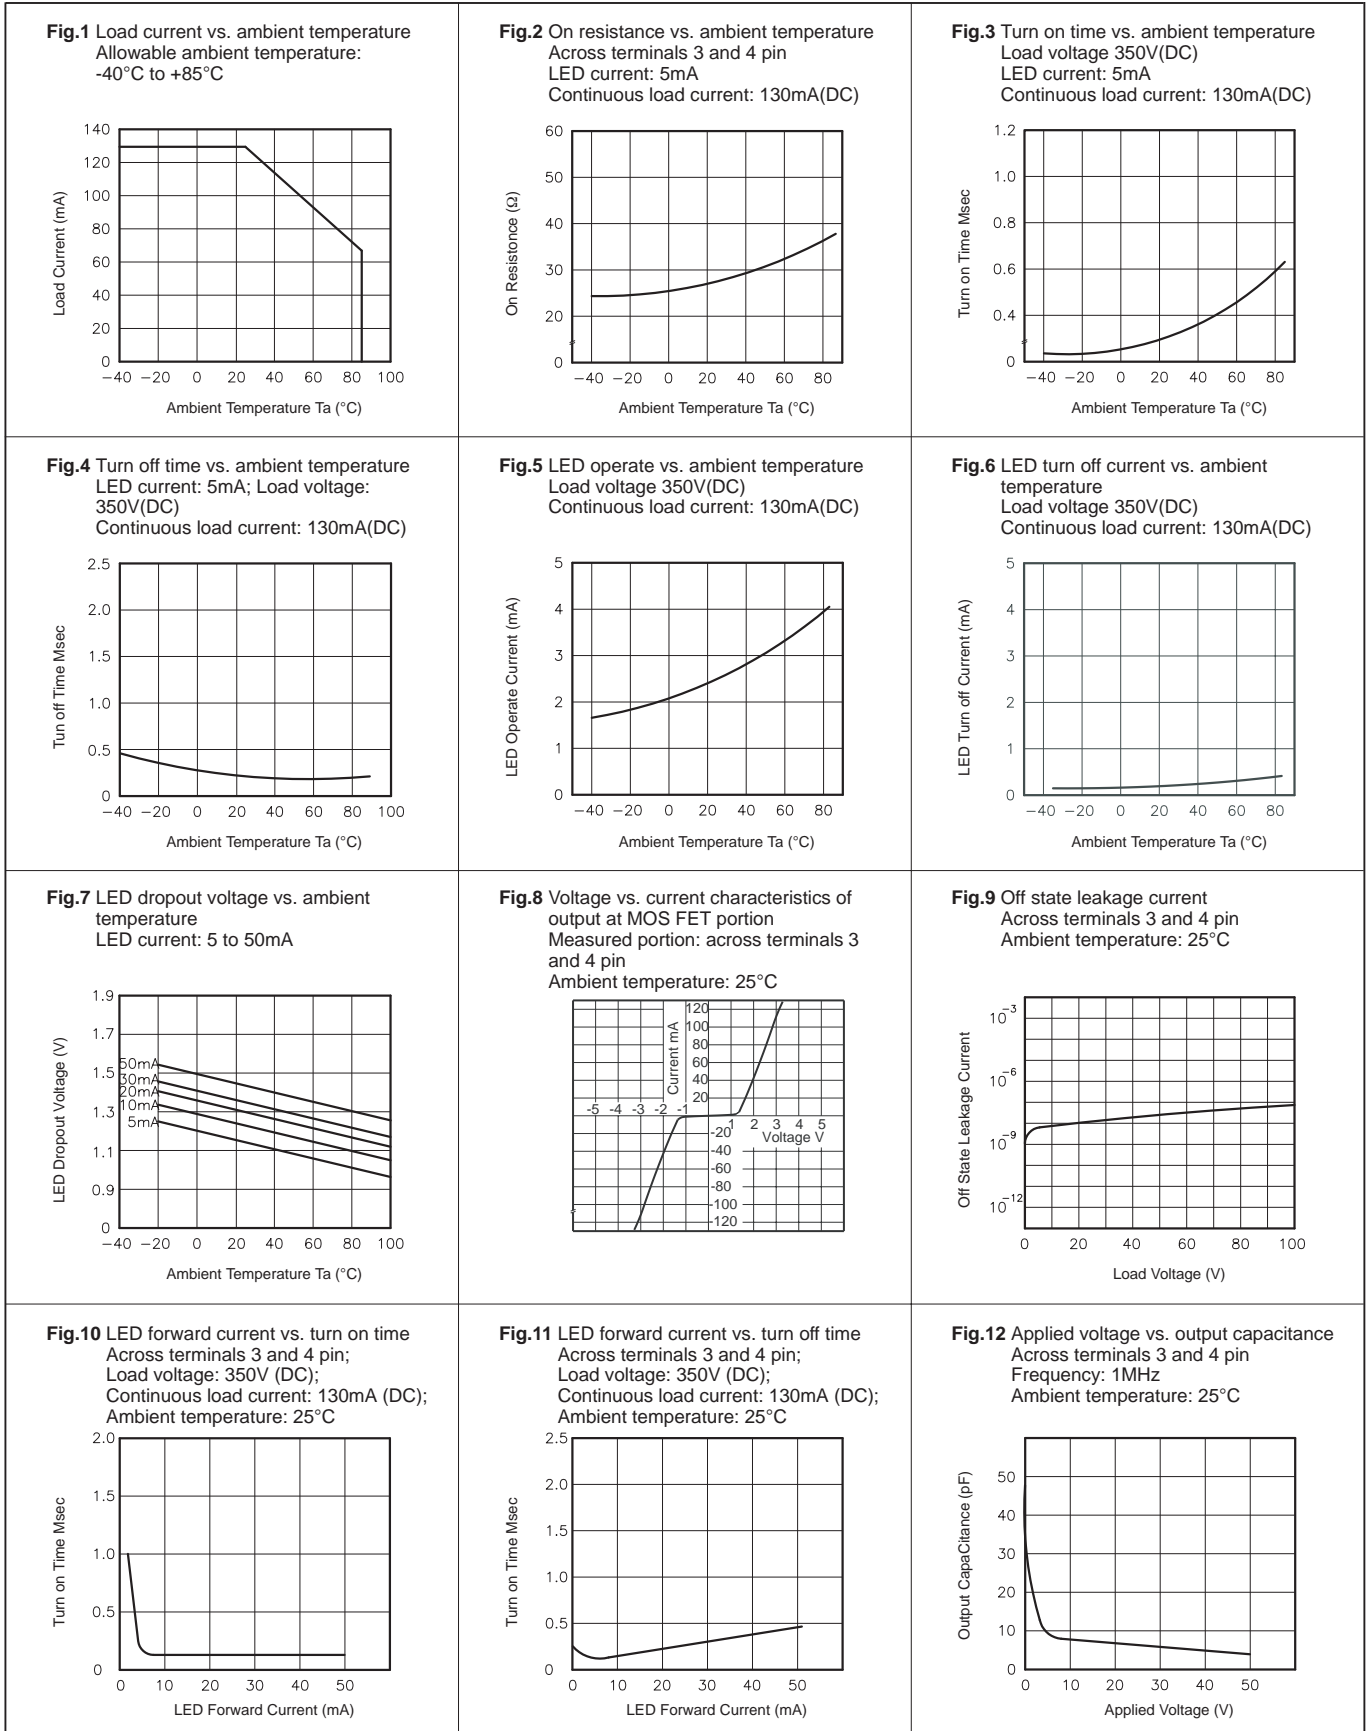 Fig.1 Load current vs. ambient temperature
Allowable ambient temperature:
-40°C to +85°C
140
120
100
80
60
40
20
0
Load Current (mA)
−40 −20 0 20 40 60 80 100
Ambient Temperature Ta (°C)
Fig.2 On resistance vs. ambient temperature
Across terminals 3 and 4 pin
LED current: 5mA
Continuous load current: 130mA(DC)
60
50
40
30
20
0
On Resistonce (Ω)
−40 −20 0 20 40 60 80
Ambient Temperature Ta (°C)
Fig.3 Turn on time vs. ambient temperature
Load voltage 350V(DC)
LED current: 5mA
Continuous load current: 130mA(DC)
1.2
1.0
0.8
0.6
0.4
0
Turn on Time Msec
−40 −20 0 20 40 60 80
Ambient Temperature Ta (°C)
Fig.4 Turn off time vs. ambient temperature
LED current: 5mA; Load voltage:
350V(DC)
Continuous load current: 130mA(DC)
2.5
2.0
1.5
1.0
0.5
0
Tun off Time Msec
−40 −20 0 20 40 60 80 100
Ambient Temperature Ta (°C)
Fig.5 LED operate vs. ambient temperature
Load voltage 350V(DC)
Continuous load current: 130mA(DC)
5
4
3
2
1
0
LED Operate Current (mA)
−40 −20 0 20 40 60 80
Ambient Temperature Ta (°C)
Fig.6 LED turn off current vs. ambient
temperature
Load voltage 350V(DC)
Continuous load current: 130mA(DC)
5
4
3
2
1
0
LED Turn off Current (mA)
−40 −20 0 20 40 60 80
Ambient Temperature Ta (°C)
Fig.7 LED dropout voltage vs. ambient
temperature
LED current: 5 to 50mA
1.9
1.7
1.5
1.3
1.1
0.9
0
LED Dropout Voltage (V)
50mA
30mA
20mA
10mA
5mA
−40 −20 0 20 40 60 80 100
Ambient Temperature Ta (°C)
Fig.8 Voltage vs. current characteristics of
output at MOS FET portion
Measured portion: across terminals 3
and 4 pin
Ambient temperature: 25°C
Current mA
120
100
80
60
40
20
-5 -4 -3 -2 -1
1 2 3 4 5
Voltage V
-20
-40
-60
-80
-100
-120
Fig.9 Off state leakage current
Across terminals 3 and 4 pin
Ambient temperature: 25°C
10−3
10−6
10−9
10−12
Off State Leakage Current
0 20 40 60 80 100
Load Voltage (V)
Fig.10 LED forward current vs. turn on time
Across terminals 3 and 4 pin;
Load voltage: 350V (DC);
Continuous load current: 130mA (DC);
Ambient temperature: 25°C
2.0
1.5
1.0
0.5
0
Turn on Time Msec
0 10 20 30 40 50
LED Forward Current (mA)
Fig.11 LED forward current vs. turn off time
Across terminals 3 and 4 pin;
Load voltage: 350V (DC);
Continuous load current: 130mA (DC);
Ambient temperature: 25°C
2.5
2.0
1.5
1.0
0.5
0
Turn on Time Msec
0 10 20 30 40 50
LED Forward Current (mA)
Fig.12 Applied voltage vs. output capacitance
Across terminals 3 and 4 pin
Frequency: 1MHz
Ambient temperature: 25°C
50
40
30
20
10
0
Output CapaCitance (pF)
0 10 20 30 40 50
Applied Voltage (V)